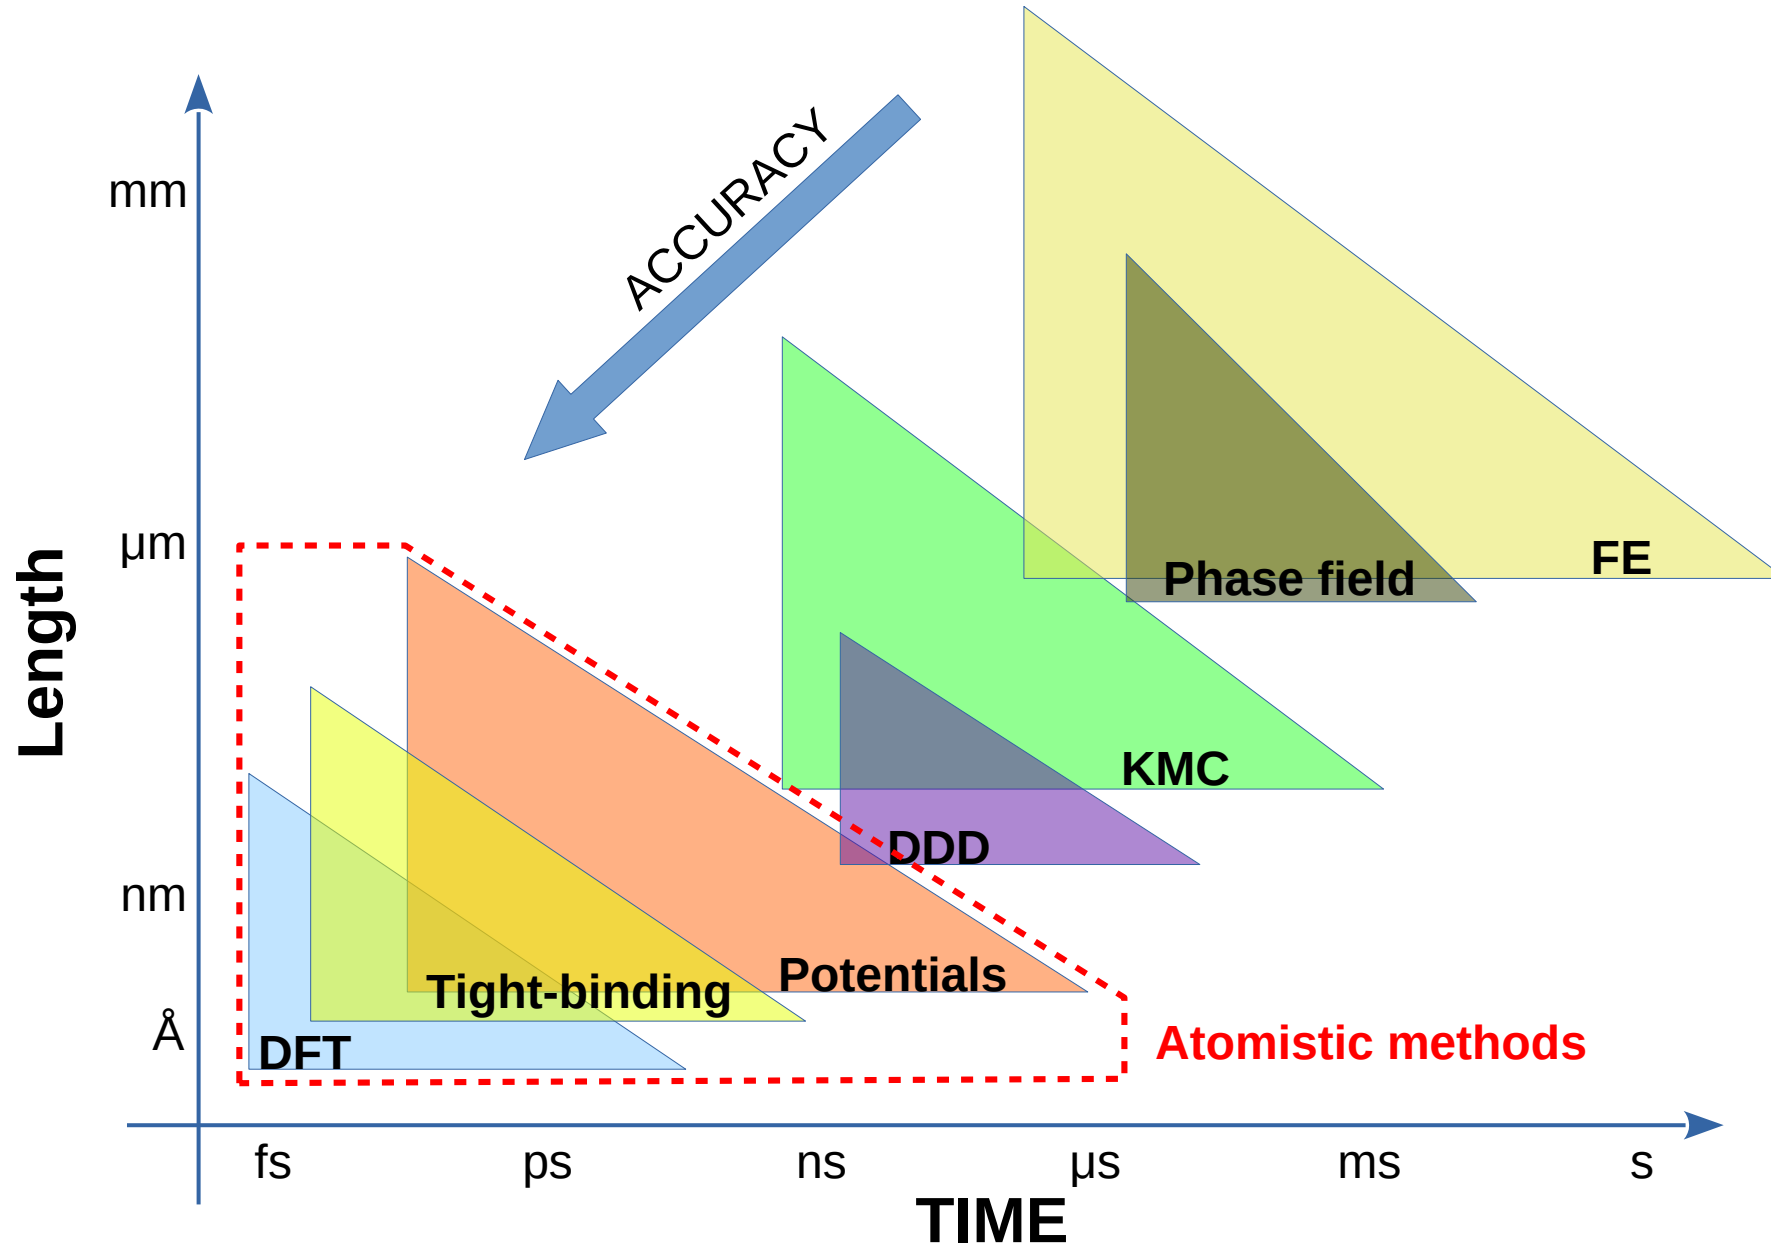 ACCURACY
mm
μm
nm
Å
Length
FE
Phase field
KMC
DDD
Potentials
Tight-binding
DFT
Atomistic methods
fs
ps
ns
μs
ms
s
TIME